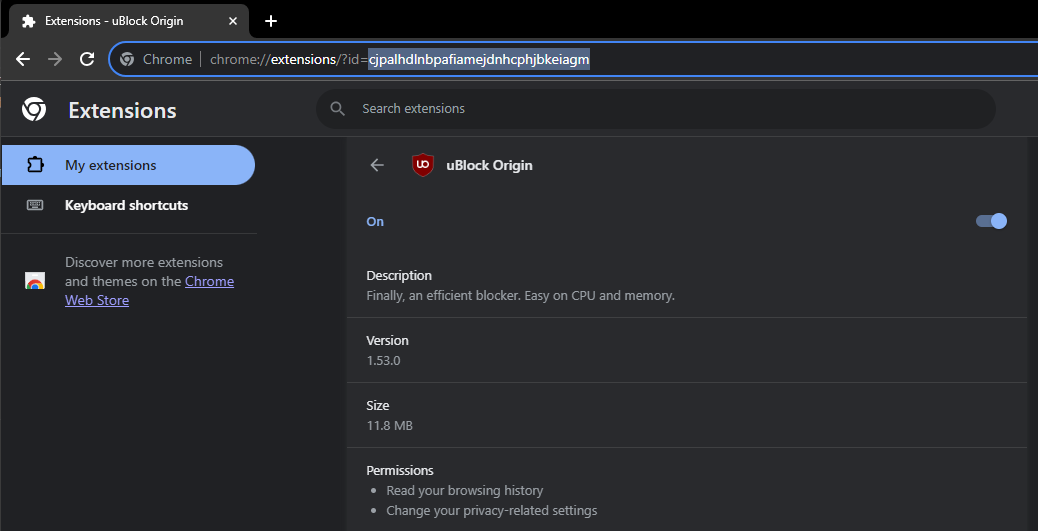 Extensions - uBlock Origin
Chrome | chrome://extensions/?id=cjpalhdlnbpafiamejdnhcphjbkeiagm
Extensions
Search extensions
My extensions
Keyboard shortcuts
Discover more extensions
and themes on the Chrome
Web Store
uBlock Origin
On
Description
Finally, an efficient blocker. Easy on CPU and memory.
Version
1.53.0
Size
11.8 MB
Permissions
Read your browsing history
Change your privacy-related settings